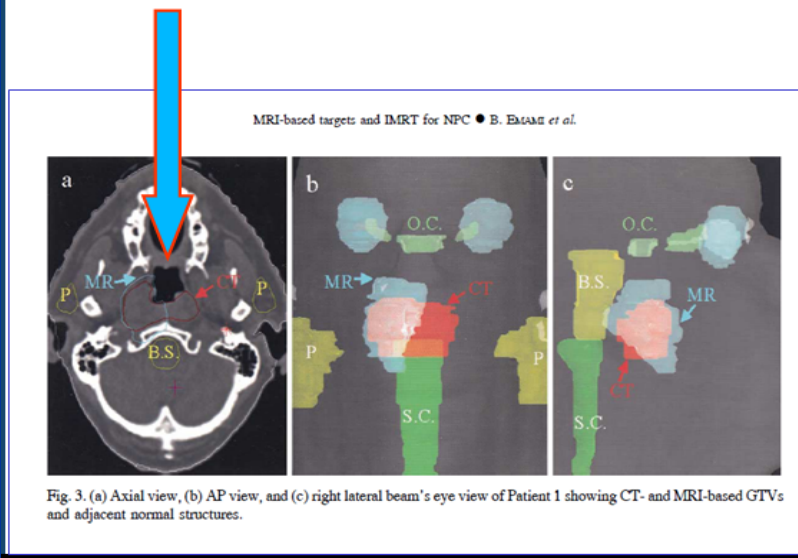 MRI-based targets and IMRT for NPC ● B. EMAMI et al.
a
MR
CT
P
P
B.S.
b
O.C.
MR
CT
P
P
S.C.
c
O.C.
B.S.
MR
CT
S.C.
Fig. 3. (a) Axial view, (b) AP view, and (c) right lateral beam's eye view of Patient 1 showing CT- and MRI-based GTVs
and adjacent normal structures.